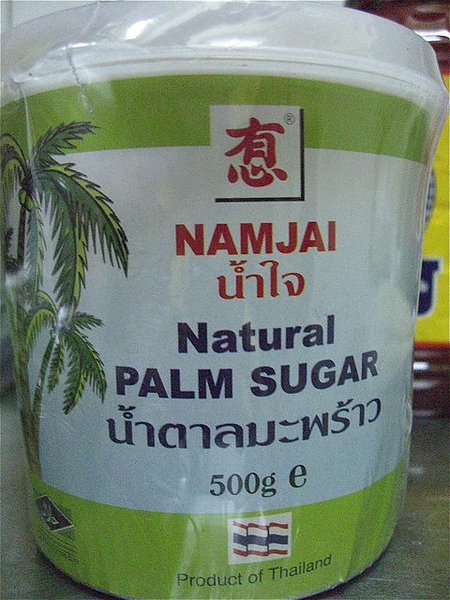 ®
NAMJAI
น้ำใจ
Natural
PALM SUGAR
น้ำตาลมะพร้าว
500g e
Product of Thailand